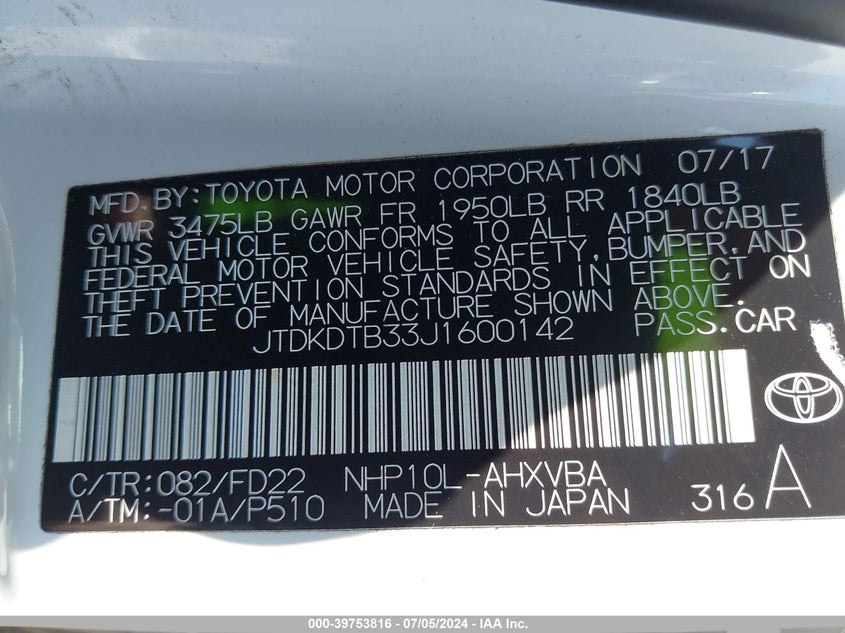 MFD.BY:TOYOTA MOTOR CORPORATION 07/17
GVWR 3475LB GAWR FR 1950LB RR 1840LB
THIS VEHICLE CONFORMS TO ALL APPLICABLE
FEDERAL MOTOR VEHICLE SAFETY,BUMPER,AND
THEFT PREVENTION STANDARDS IN EFFECT ON
THE DATE OF MANUFACTURE SHOWN ABOVE.
JTDKDTB33J1600142 PASS.CAR
C/TR:082/FD22 NHP10L-AHXVBA
A/TM:-01A/P510 MADE IN JAPAN 316 A
000-39753816 - 07/05/2024 - IAA Inc.